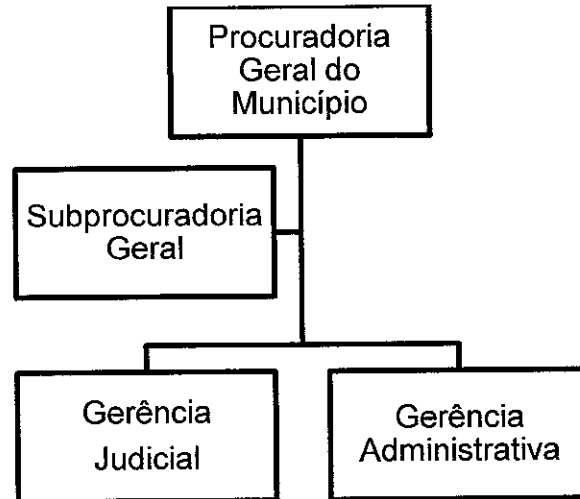 Procuradoria
Geral do
Município
Subprocuradoria
Geral
Gerência
Judicial
Gerência
Administrativa